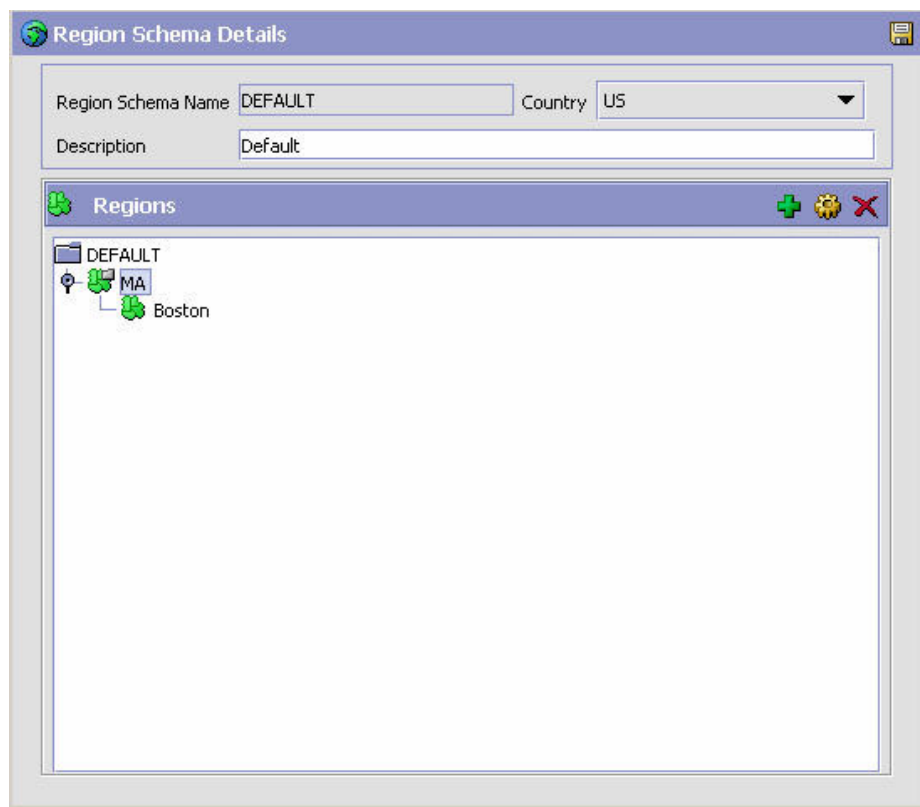 Region Schema Details
Region Schema Name DEFAULT Country US
Description Default
Regions
DEFAULT
MA
Boston